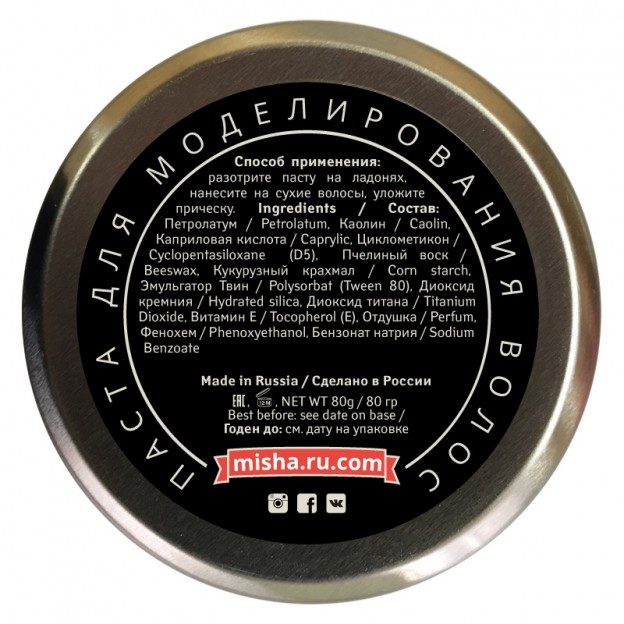 ПАСТА ДЛЯ МОДЕЛИРОВАНИЯ ВОЛОС
Способ применения:
разотрите пасту на ладонях,
нанесите на сухие волосы, уложите
прическу. Ingredients / Состав:
Петролатум / Petrolatum, Каолин / Caolin,
Каприловая кислота / Caprylic, Циклометикон /
Cyclopentasiloxane (D5). Пчелиный воск /
Beeswax, Кукурузный крахмал / Corn starch,
Эмульгатор Твин / Polysorbat (Tween 80), Диоксид
кремния / Hydrated silica, Диоксид титана / Titanium
Dioxide, Витамин Е / Tocopherol (E), Отдушка / Perfum,
Фенохем / Phenoxyethanol, Бензонат натрия / Sodium
Benzoate
Made in Russia / Сделано в России
EAC, 12 M, NET WT 80g / 80 гр
Best before: see date on base /
Годен до: см. дату на упаковке
misha.ru.com